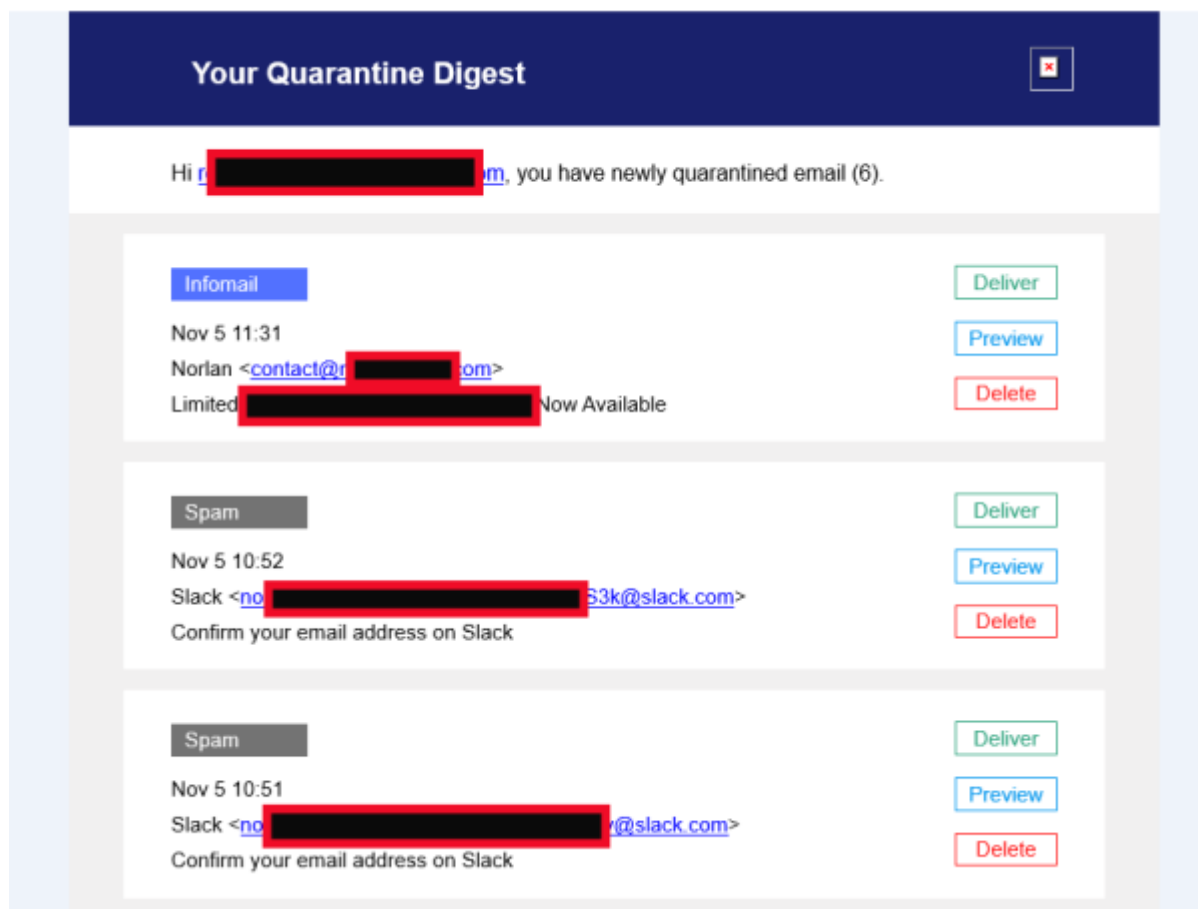 Your Quarantine Digest
Hi r m, you have newly quarantined email (6).
Infomail
Deliver
Nov 5 11:31
Preview
Norlan <contact@r com>
Delete
Limited Now Available
Spam
Deliver
Nov 5 10:52
Preview
Slack <no S3k@slack.com>
Delete
Confirm your email address on Slack
Spam
Deliver
Nov 5 10:51
Preview
Slack <no @slack.com>
Delete
Confirm your email address on Slack